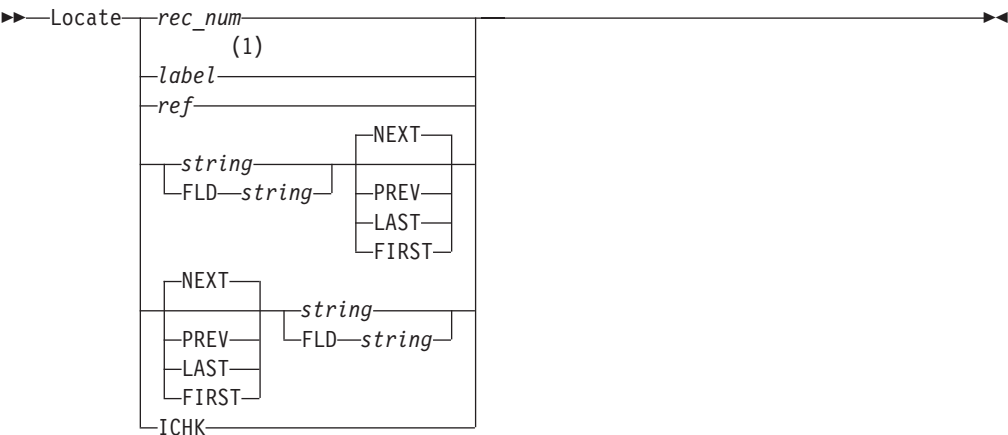 Locate rec_num
(1)
label
ref
NEXT
string
FLD string PREV
LAST
FIRST
NEXT
string
PREV FLD string
LAST
FIRST
ICHK